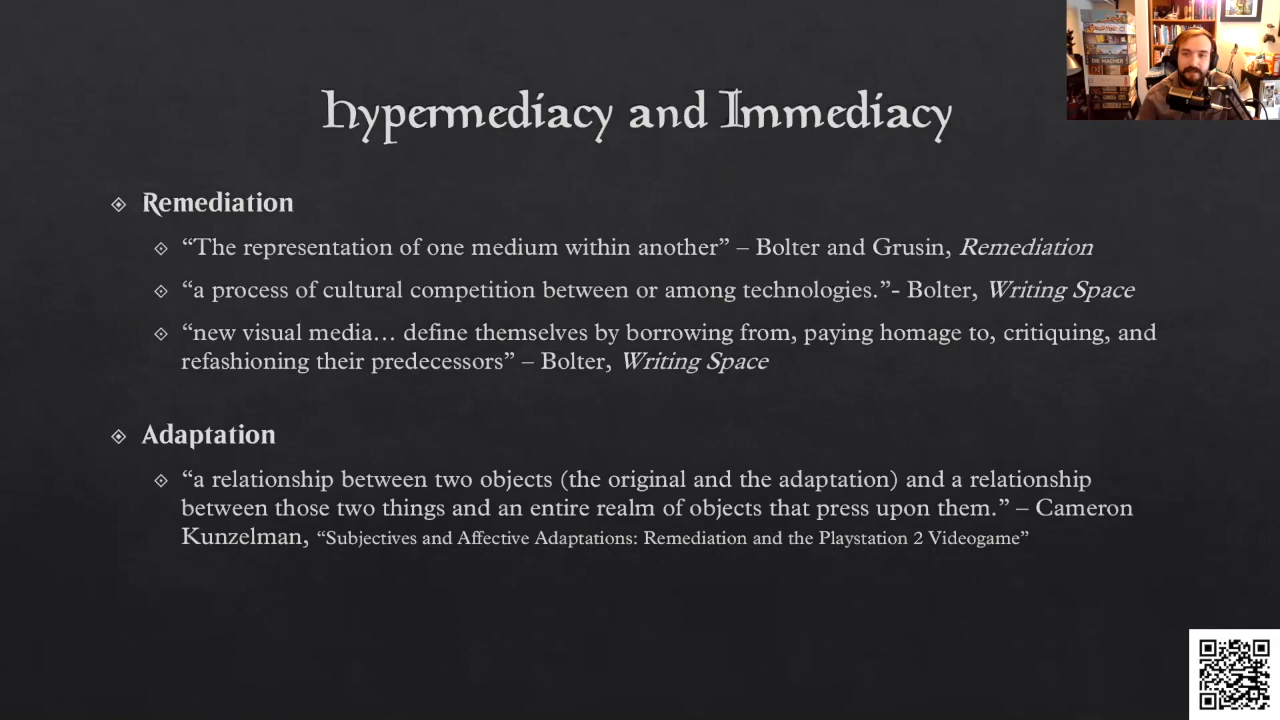 Hypermediacy and Immediacy
Remediation
“The representation of one medium within another” – Bolter and Grusin, Remediation
“a process of cultural competition between or among technologies.”- Bolter, Writing Space
“new visual media… define themselves by borrowing from, paying homage to, critiquing, and
refashioning their predecessors” – Bolter, Writing Space
Adaptation
“a relationship between two objects (the original and the adaptation) and a relationship
between those two things and an entire realm of objects that press upon them.” – Cameron
Kunzelman, “Subjectives and Affective Adaptations: Remediation and the Playstation 2 Videogame”